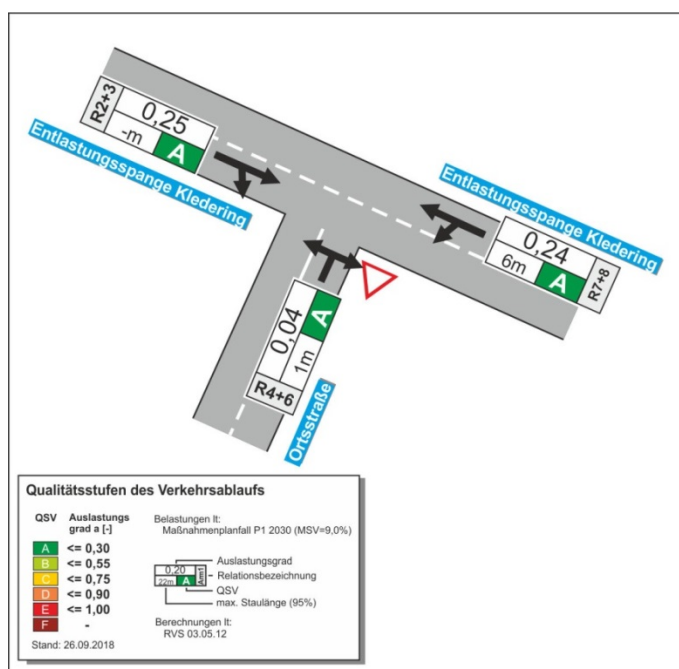 R2+3
0,25
-m
A
Entlastungsspange Kledering
Entlastungsspange Kledering
0,24
6m
A
R7+8
0,04
A
1m
R4+6
Ortsstraße
Qualitätsstufen des Verkehrsablaufs
QSV
Auslastungs
grad a [-]
A <= 0,30
B <= 0,55
C <= 0,75
D <= 0,90
E <= 1,00
F -
Stand: 26.09.2018
Belastungen lt:
Maßnahmenplanfall P1 2030 (MSV=9,0%)
0,20
22m
A
Arm1
Auslastungsgrad
Relationsbezeichnung
QSV
max. Staulänge (95%)
Berechnungen lt:
RVS 03.05.12